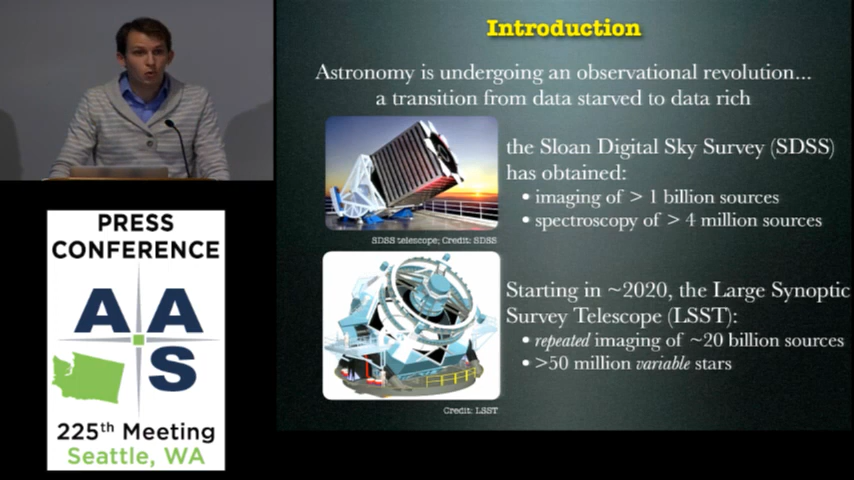 Introduction
Astronomy is undergoing an observational revolution...
a transition from data starved to data rich
the Sloan Digital Sky Survey (SDSS)
has obtained:
• imaging of > 1 billion sources
• spectroscopy of > 4 million sources
SDSS telescope; Credit: SDSS
Starting in ~2020, the Large Synoptic
Survey Telescope (LSST):
• repeated imaging of ~20 billion sources
• >50 million variable stars
Credit: LSST
PRESS
CONFERENCE
A A
S
225th Meeting
Seattle, WA